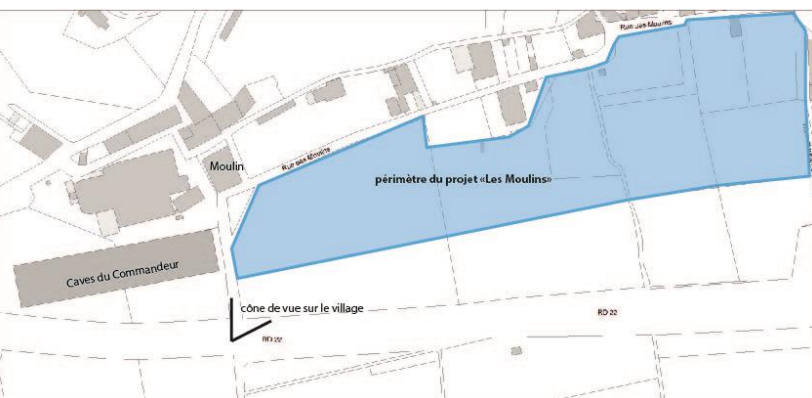 Rue des Moulins
Moulin
Rue des Moulins
périmètre du projet «Les Moulins»
Caves du Commandeur
cône de vue sur le village
RD 22
RD 22